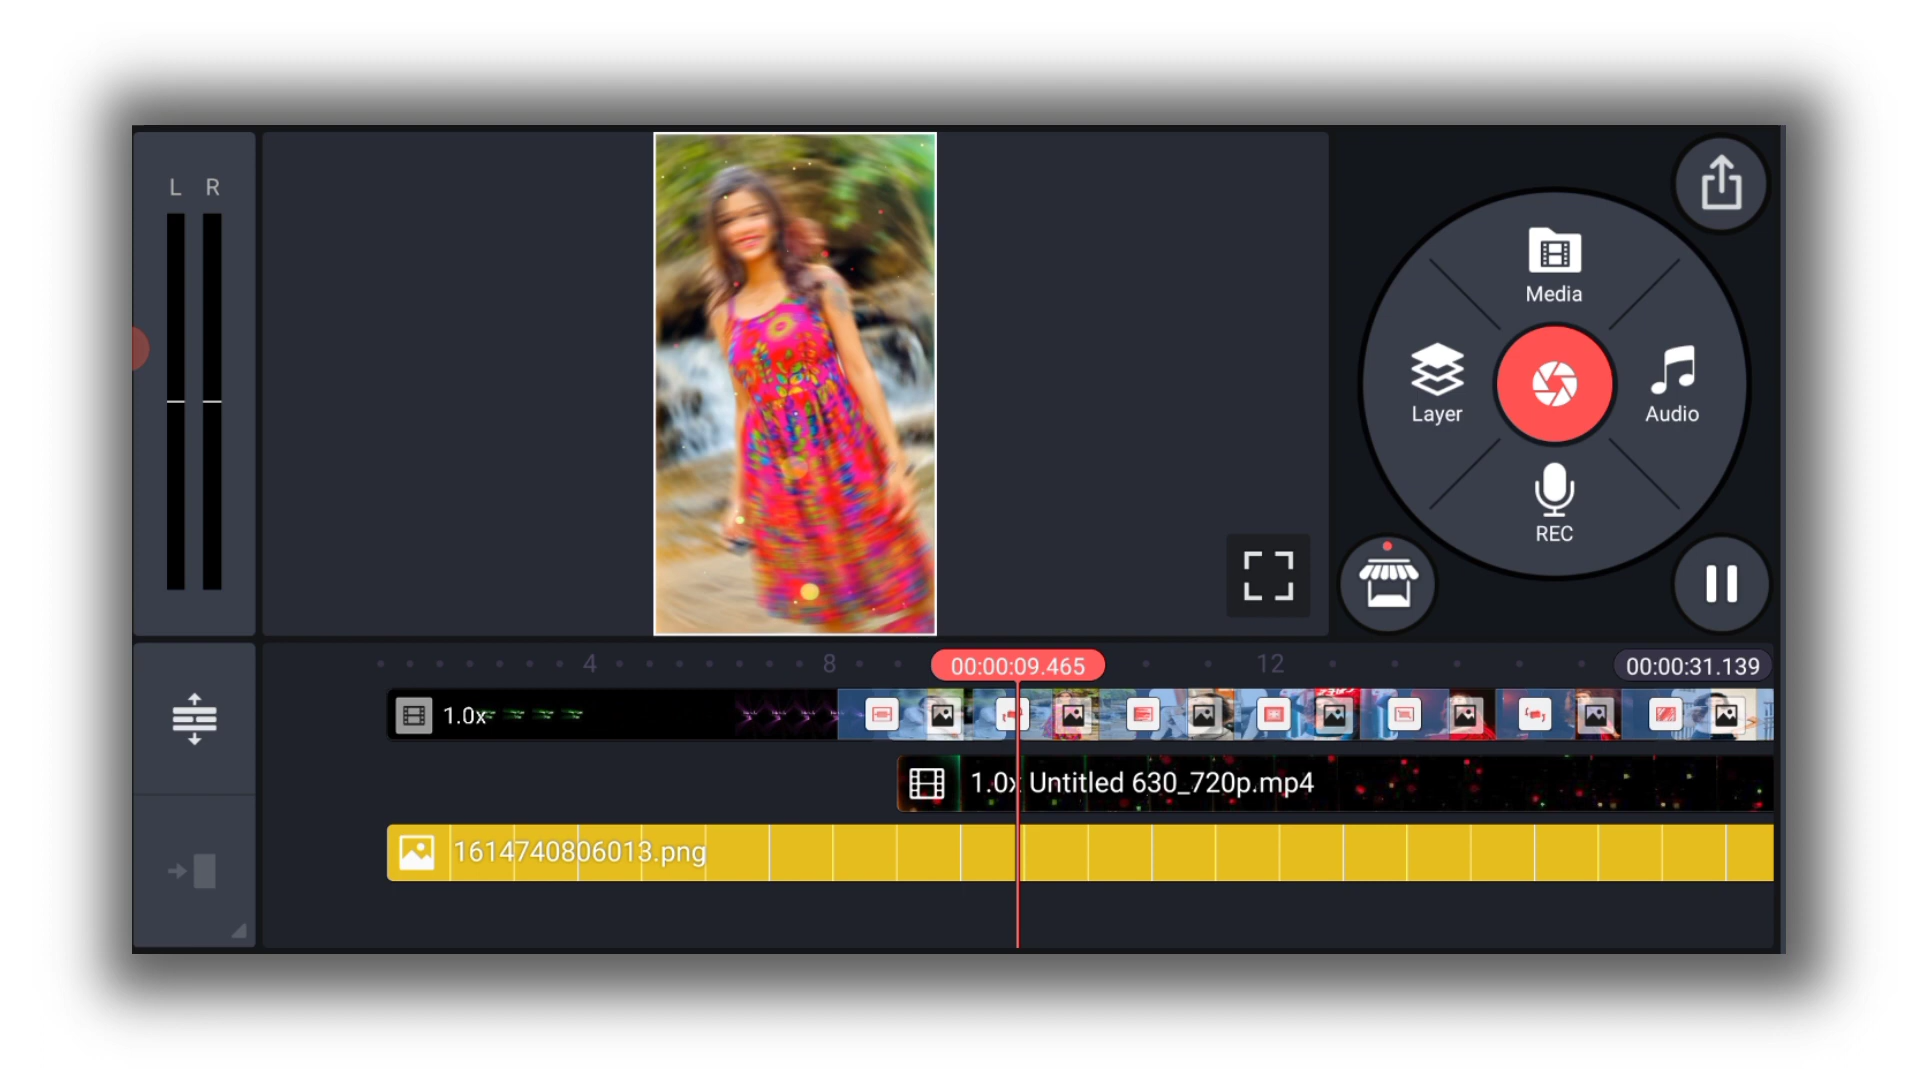 L R
Media
Layer
Audio
REC
4
8
00:00:09.465
12
00:00:31.139
1.0x
1.0x Untitled 630_720p.mp4
1614740806013.png